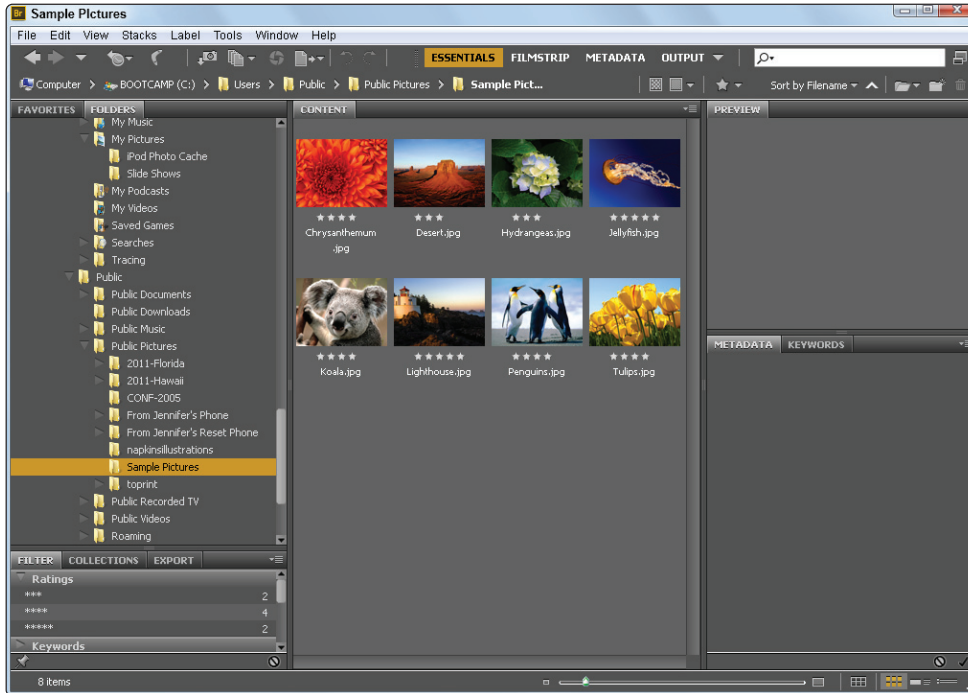 Br Sample PIctures
File Edit View Stacks Label Tools Window Help
ESSENTIALS FILMSTRIP METADATA OUTPUT
Computer > BOOTCAMP (C:) > Users > Public > Public Pictures > Sample Pict... Sort by Filename
FAVORITES FOLDERS
My Music
My Pictures
iPod Photo Cache
Slide Shows
My Podcasts
My Videos
Saved Games
Searches
Tracing
Public
Public Documents
Public Downloads
Public Music
Public Pictures
2011-Florida
2011-Hawaii
CONF-2005
From Jennifer's Phone
From Jennifer's Reset Phone
napkinsillustrations
Sample Pictures
toprint
Public Recorded TV
Public Videos
Roaming
FILTER COLLECTIONS EXPORT
Ratings
*** 2
**** 4
***** 2
Keywords
8 items
CONTENT
Chrysanthemum
.jpg
Desert.jpg
Hydrangeas.jpg
Jellyfish.jpg
Koala.jpg
Lighthouse.jpg
Penguins.jpg
Tulips.jpg
PREVIEW
METADATA KEYWORDS